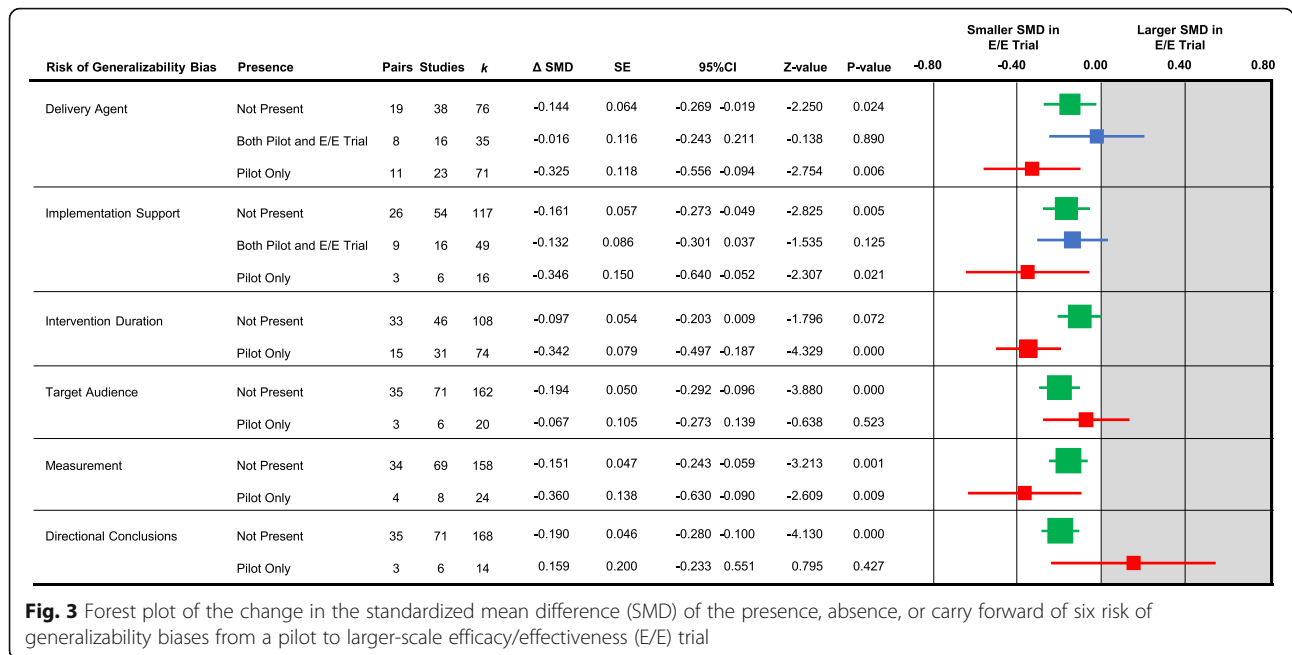 Smaller SMD in Larger SMD in
E/E Trial E/E Trial
Risk of Generalizability Bias Presence Pairs Studies k Δ SMD SE 95%CI Z-value P-value -0.80 -0.40 0.00 0.40 0.80
Delivery Agent Not Present 19 38 76 -0.144 0.064 -0.269 -0.019 -2.250 0.024
Both Pilot and E/E Trial 8 16 35 -0.016 0.116 -0.243 0.211 -0.138 0.890
Pilot Only 11 23 71 -0.325 0.118 -0.556 -0.094 -2.754 0.006
Implementation Support Not Present 26 54 117 -0.161 0.057 -0.273 -0.049 -2.825 0.005
Both Pilot and E/E Trial 9 16 49 -0.132 0.086 -0.301 0.037 -1.535 0.125
Pilot Only 3 6 16 -0.346 0.150 -0.640 -0.052 -2.307 0.021
Intervention Duration Not Present 33 46 108 -0.097 0.054 -0.203 0.009 -1.796 0.072
Pilot Only 15 31 74 -0.342 0.079 -0.497 -0.187 -4.329 0.000
Target Audience Not Present 35 71 162 -0.194 0.050 -0.292 -0.096 -3.880 0.000
Pilot Only 3 6 20 -0.067 0.105 -0.273 0.139 -0.638 0.523
Measurement Not Present 34 69 158 -0.151 0.047 -0.243 -0.059 -3.213 0.001
Pilot Only 4 8 24 -0.360 0.138 -0.630 -0.090 -2.609 0.009
Directional Conclusions Not Present 35 71 168 -0.190 0.046 -0.280 -0.100 -4.130 0.000
Pilot Only 3 6 14 0.159 0.200 -0.233 0.551 0.795 0.427
Fig. 3 Forest plot of the change in the standardized mean difference (SMD) of the presence, absence, or carry forward of six risk of
generalizability biases from a pilot to larger-scale efficacy/effectiveness (E/E) trial